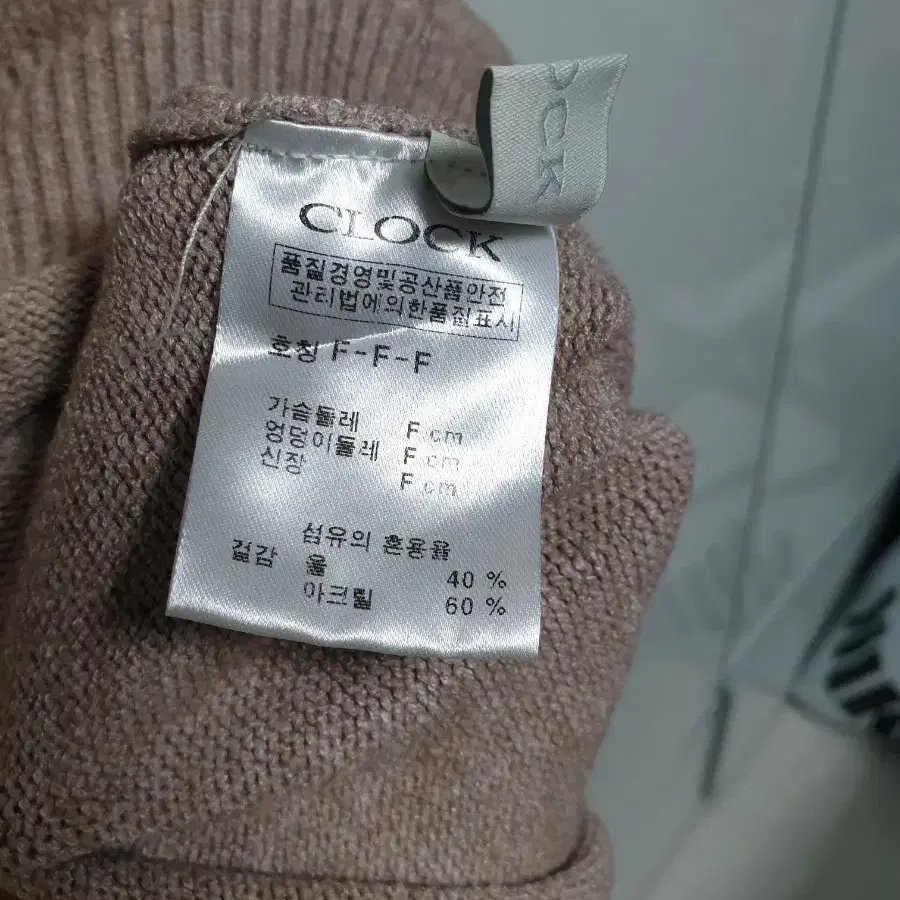 OCK
CLOCK
품질경영및공산품안전
관리법에의한품질표시
호칭 F-F-F
가슴둘레 F cm
엉덩이둘레 F cm
신장 F cm
섬유의 혼용율
겉감 울 40 %
아크릴 60 %